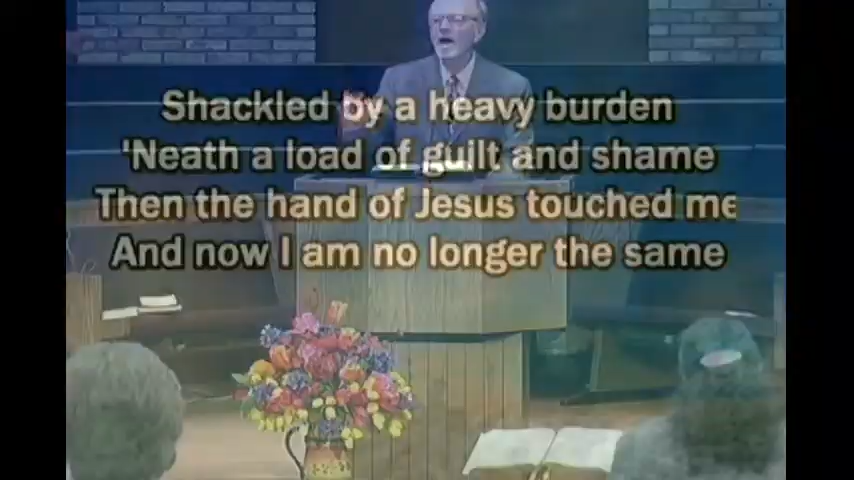 Shackled by a heavy burden
'Neath a load of guilt and shame
Then the hand of Jesus touched me
And now I am no longer the same